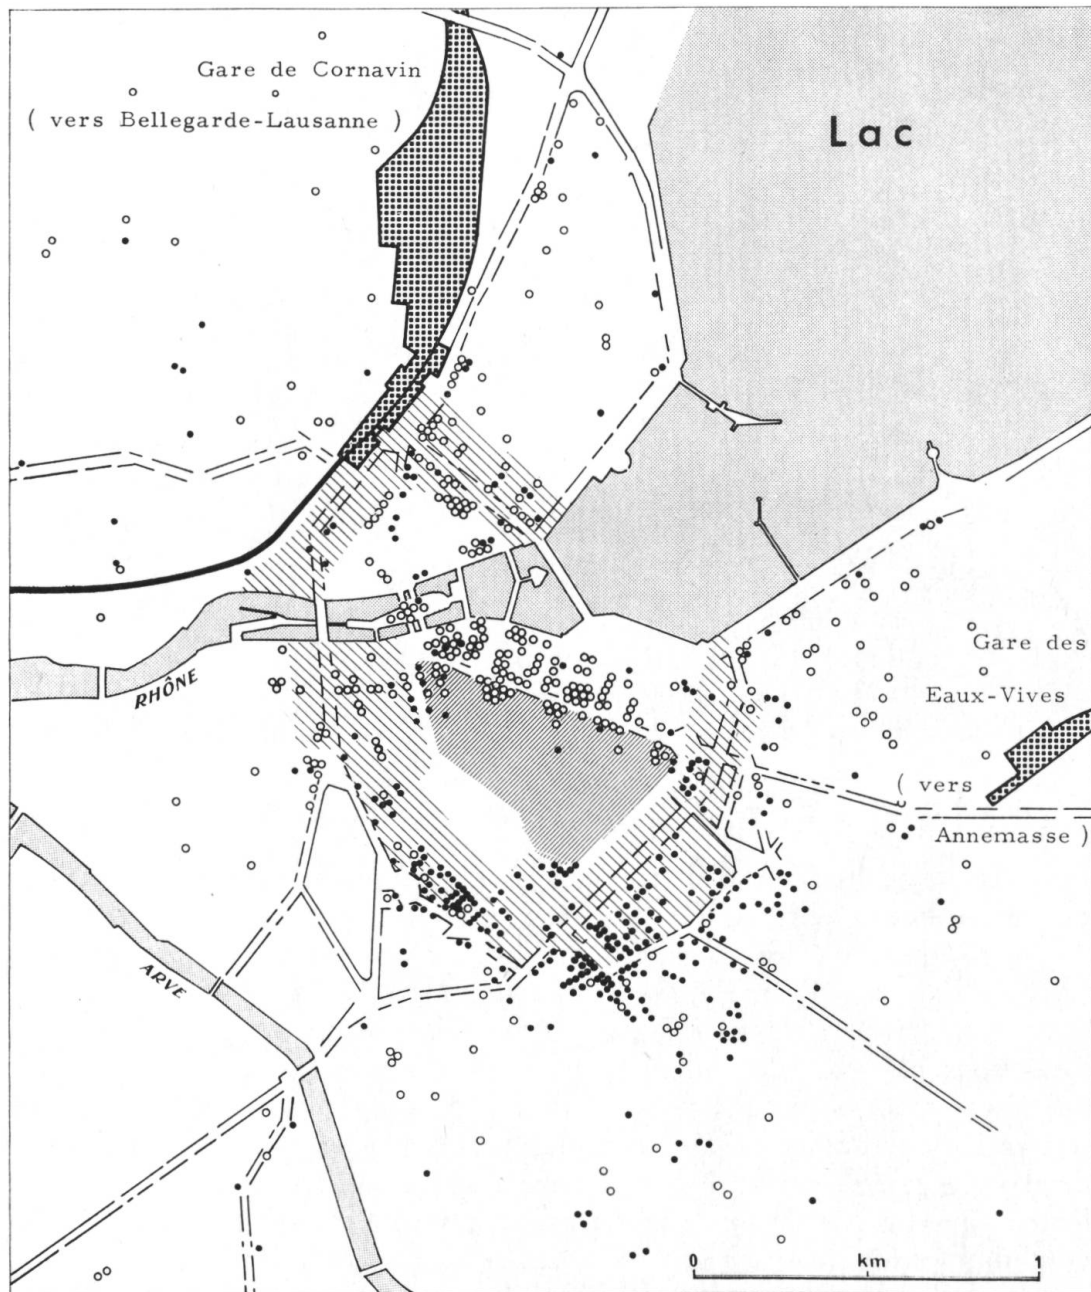 Gare de Cornavin
( vers Bellegarde-Lausanne )
Lac
RHÔNE
Gare des
Eaux-Vives
( vers
Annemasse )
ARVE
0 km 1